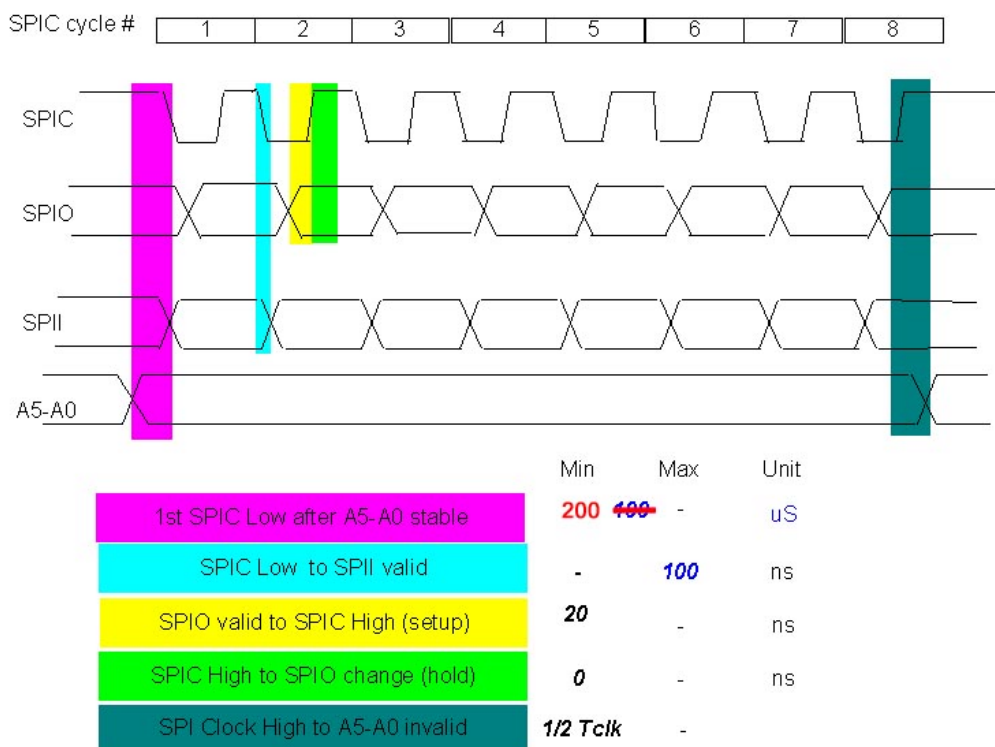 SPIC cycle # 1 2 3 4 5 6 7 8
SPIC
SPIO
SPII
A5-A0
Min Max Unit
1st SPIC Low after A5-A0 stable 200 100 - uS
SPIC Low to SPII valid - 100 ns
SPIO valid to SPIC High (setup) 20 - ns
SPIC High to SPIO change (hold) 0 - ns
SPI Clock High to A5-A0 invalid 1/2 Tclk -